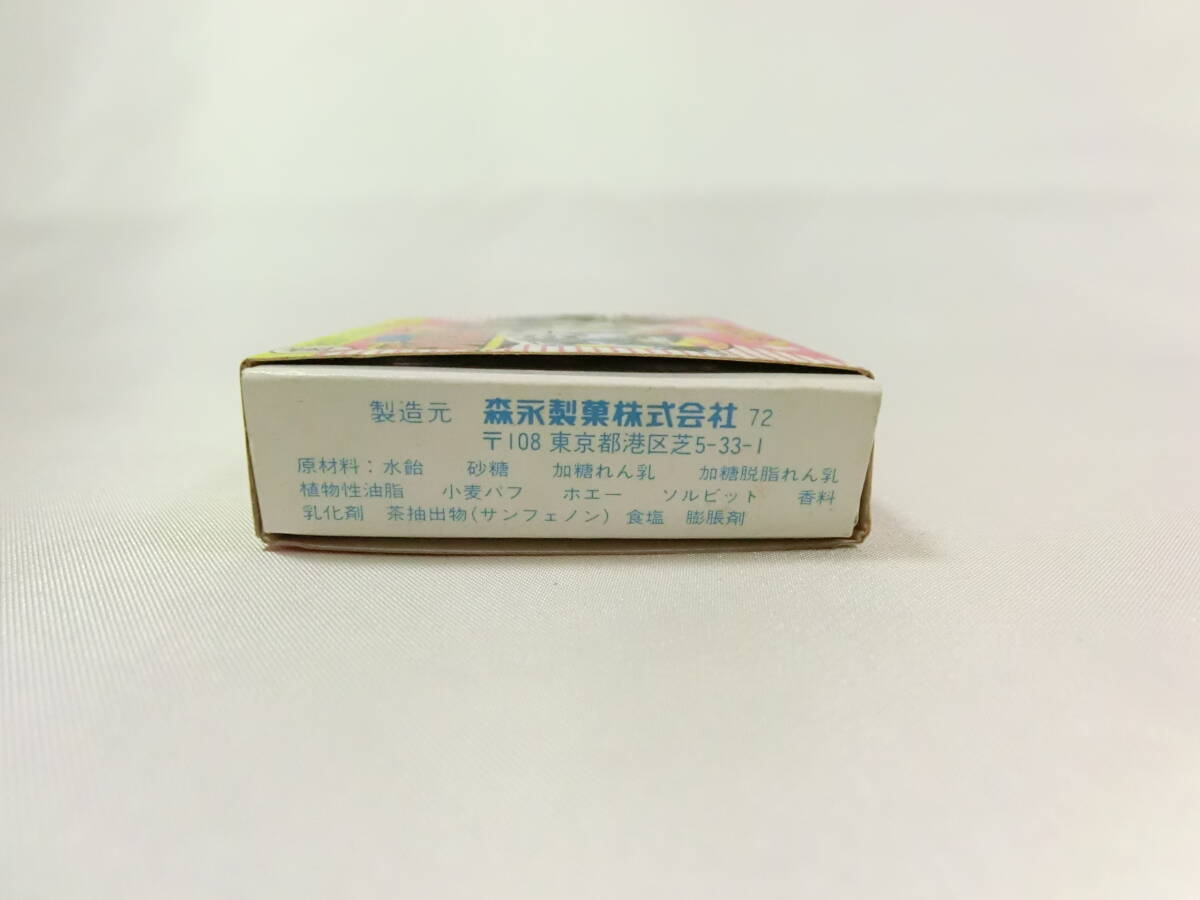 製造元 森永製菓株式会社 72
〒108 東京都港区芝5-33-1
原材料：水飴 砂糖 加糖れん乳 加糖脱脂れん乳
植物性油脂 小麦パフ ホエー ソルビット 香料
乳化剤 茶抽出物(サンフェノン) 食塩 膨脹剤